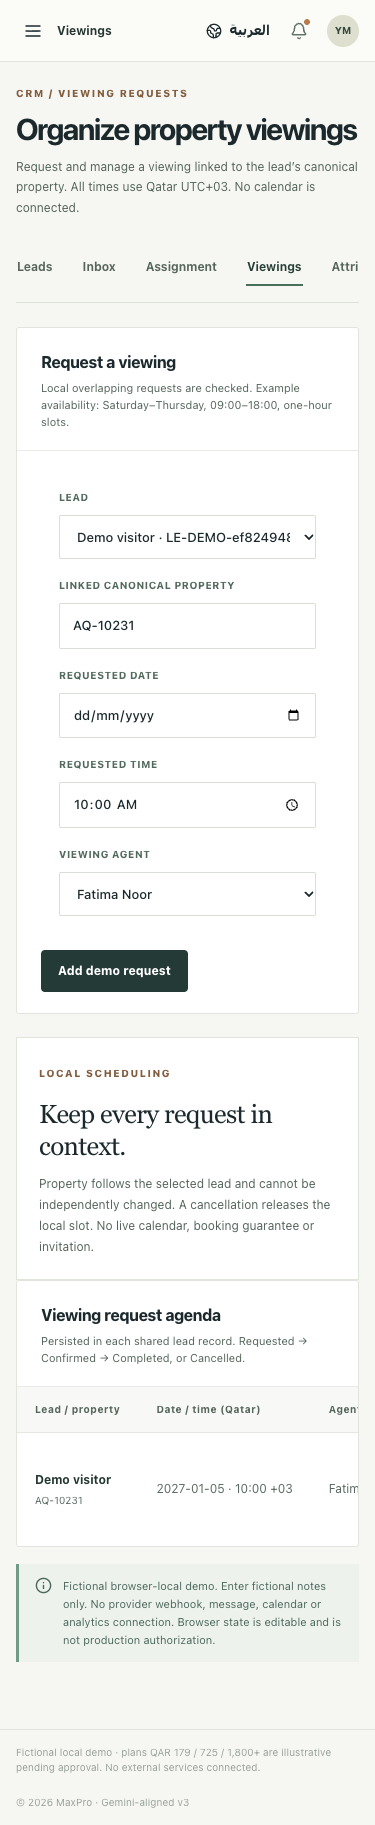 Viewings
العربية
YM
CRM / VIEWING REQUESTS
Organize property viewings
Request and manage a viewing linked to the lead's canonical
property. All times use Qatar UTC+03. No calendar is
connected.
Leads Inbox Assignment Viewings Attri
Request a viewing
Local overlapping requests are checked. Example
availability: Saturday–Thursday, 09:00–18:00, one-hour
slots.
LEAD
Demo visitor · LE-DEMO-ef824948
LINKED CANONICAL PROPERTY
AQ-10231
REQUESTED DATE
dd/mm/yyyy
REQUESTED TIME
10:00 AM
VIEWING AGENT
Fatima Noor
Add demo request
LOCAL SCHEDULING
Keep every request in
context.
Property follows the selected lead and cannot be
independently changed. A cancellation releases the
local slot. No live calendar, booking guarantee or
invitation.
Viewing request agenda
Persisted in each shared lead record. Requested →
Confirmed → Completed, or Cancelled.
Lead / property Date / time (Qatar) Agent
Demo visitor
AQ-10231
2027-01-05 · 10:00 +03 Fatim
Fictional browser-local demo. Enter fictional notes
only. No provider webhook, message, calendar or
analytics connection. Browser state is editable and is
not production authorization.
Fictional local demo · plans QAR 179 / 725 / 1,800+ are illustrative
pending approval. No external services connected.
© 2026 MaxPro · Gemini-aligned v3